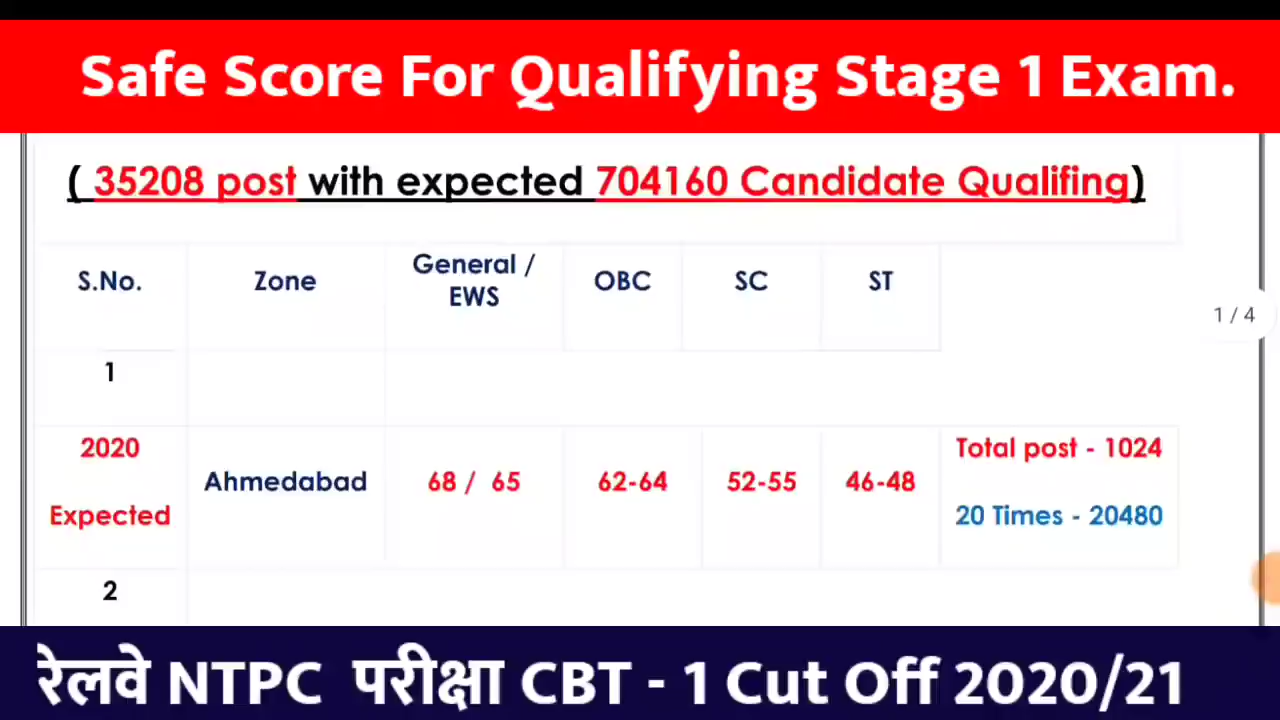 Safe Score For Qualifying Stage 1 Exam.
( 35208 post with expected 704160 Candidate Qualifing)
S.No. Zone General / EWS OBC SC ST
1 / 4
1
2020 Expected Ahmedabad 68 / 65 62-64 52-55 46-48 Total post - 1024
20 Times - 20480
2
रेलवे NTPC परीक्षा CBT - 1 Cut Off 2020/21